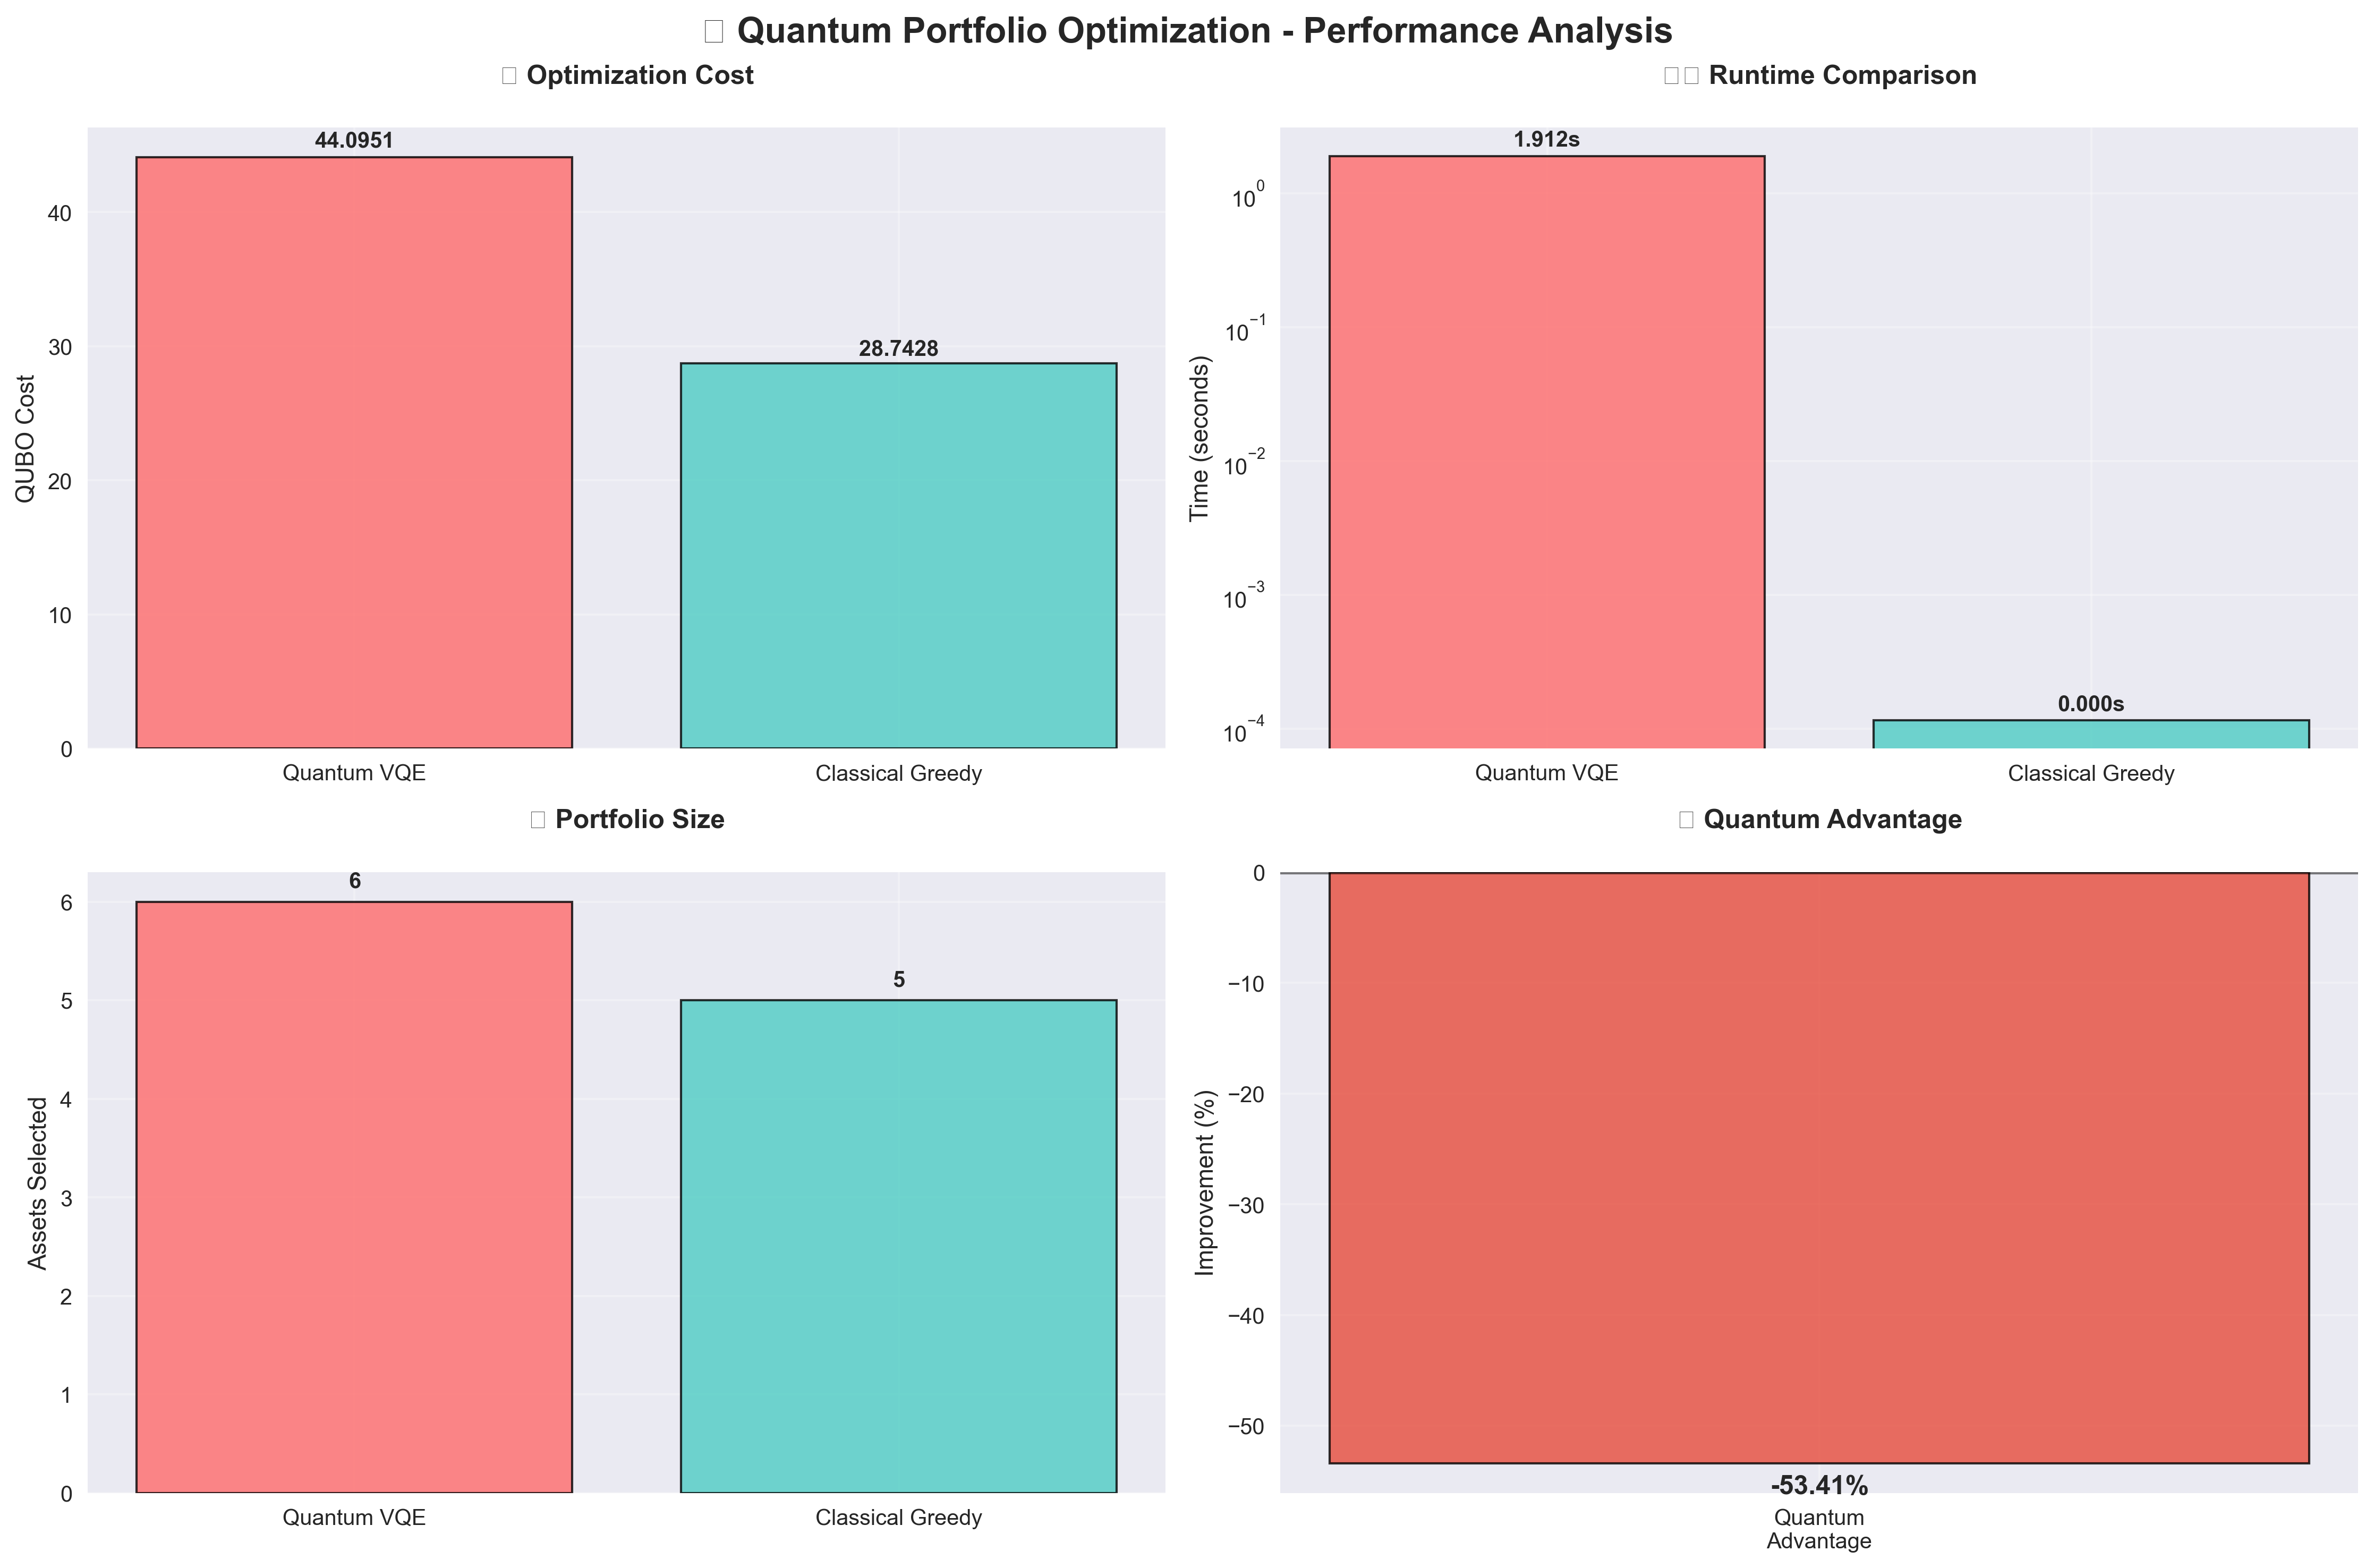 Quantum Portfolio Optimization - Performance Analysis
Optimization Cost
QUBO Cost
40
30
20
10
0
44.0951
28.7428
Quantum VQE
Classical Greedy
Runtime Comparison
Time (seconds)
10⁰
10⁻¹
10⁻²
10⁻³
10⁻⁴
1.912s
0.000s
Quantum VQE
Classical Greedy
Portfolio Size
Assets Selected
6
5
4
3
2
1
0
6
5
Quantum VQE
Classical Greedy
Quantum Advantage
Improvement (%)
0
−10
−20
−30
−40
−50
-53.41%
Quantum
Advantage